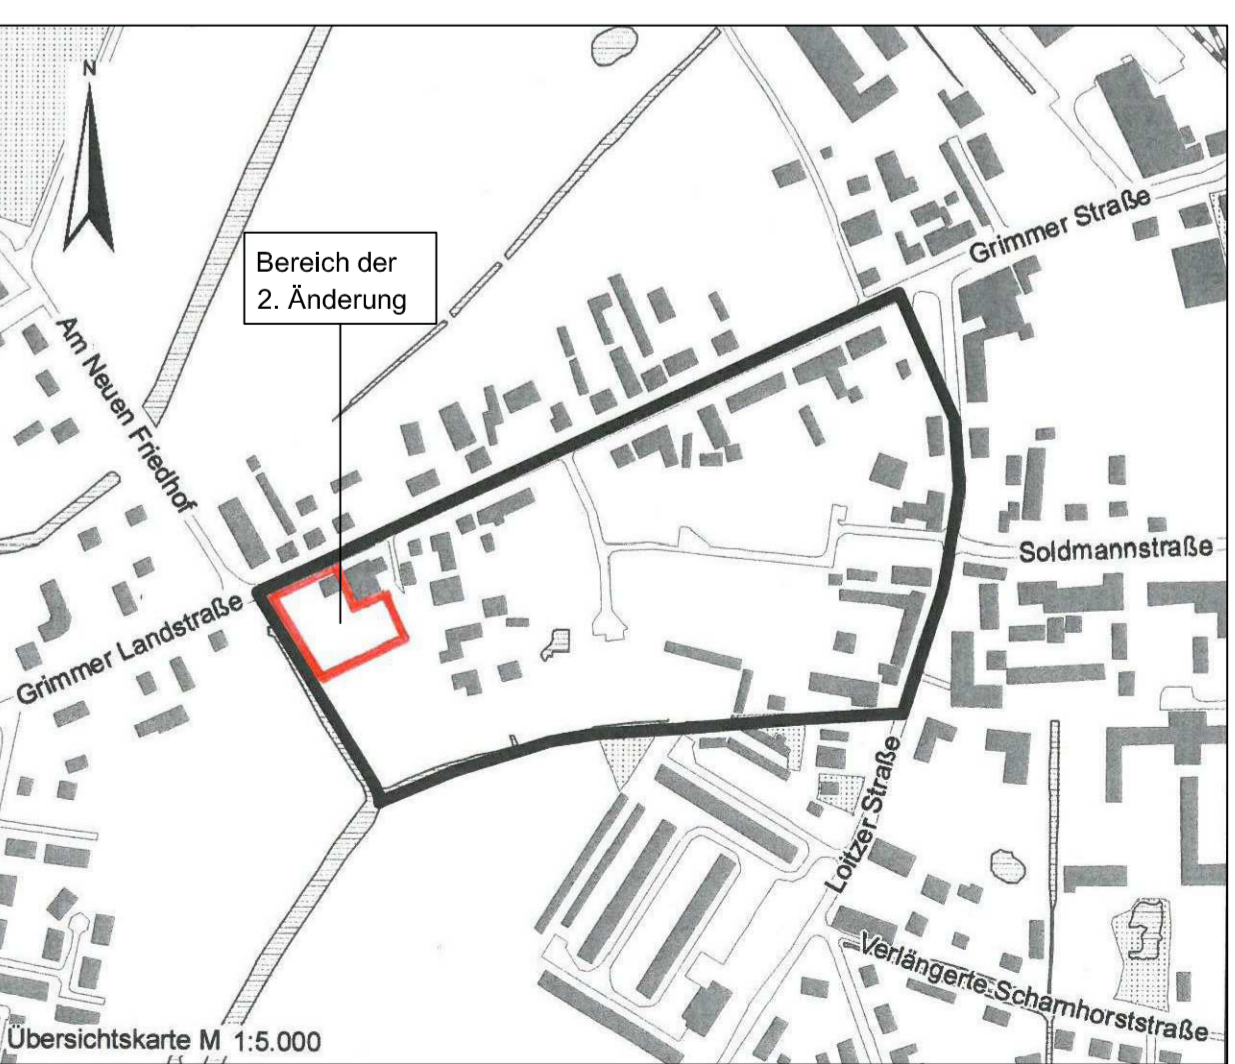 N
Grimmer Straße
Bereich der
2. Änderung
Am Neuen Friedhof
Soldmannstraße
Grimmer Landstraße
Loitzer Straße
Verlängerte Scharnhorststraße
Übersichtskarte M 1:5.000